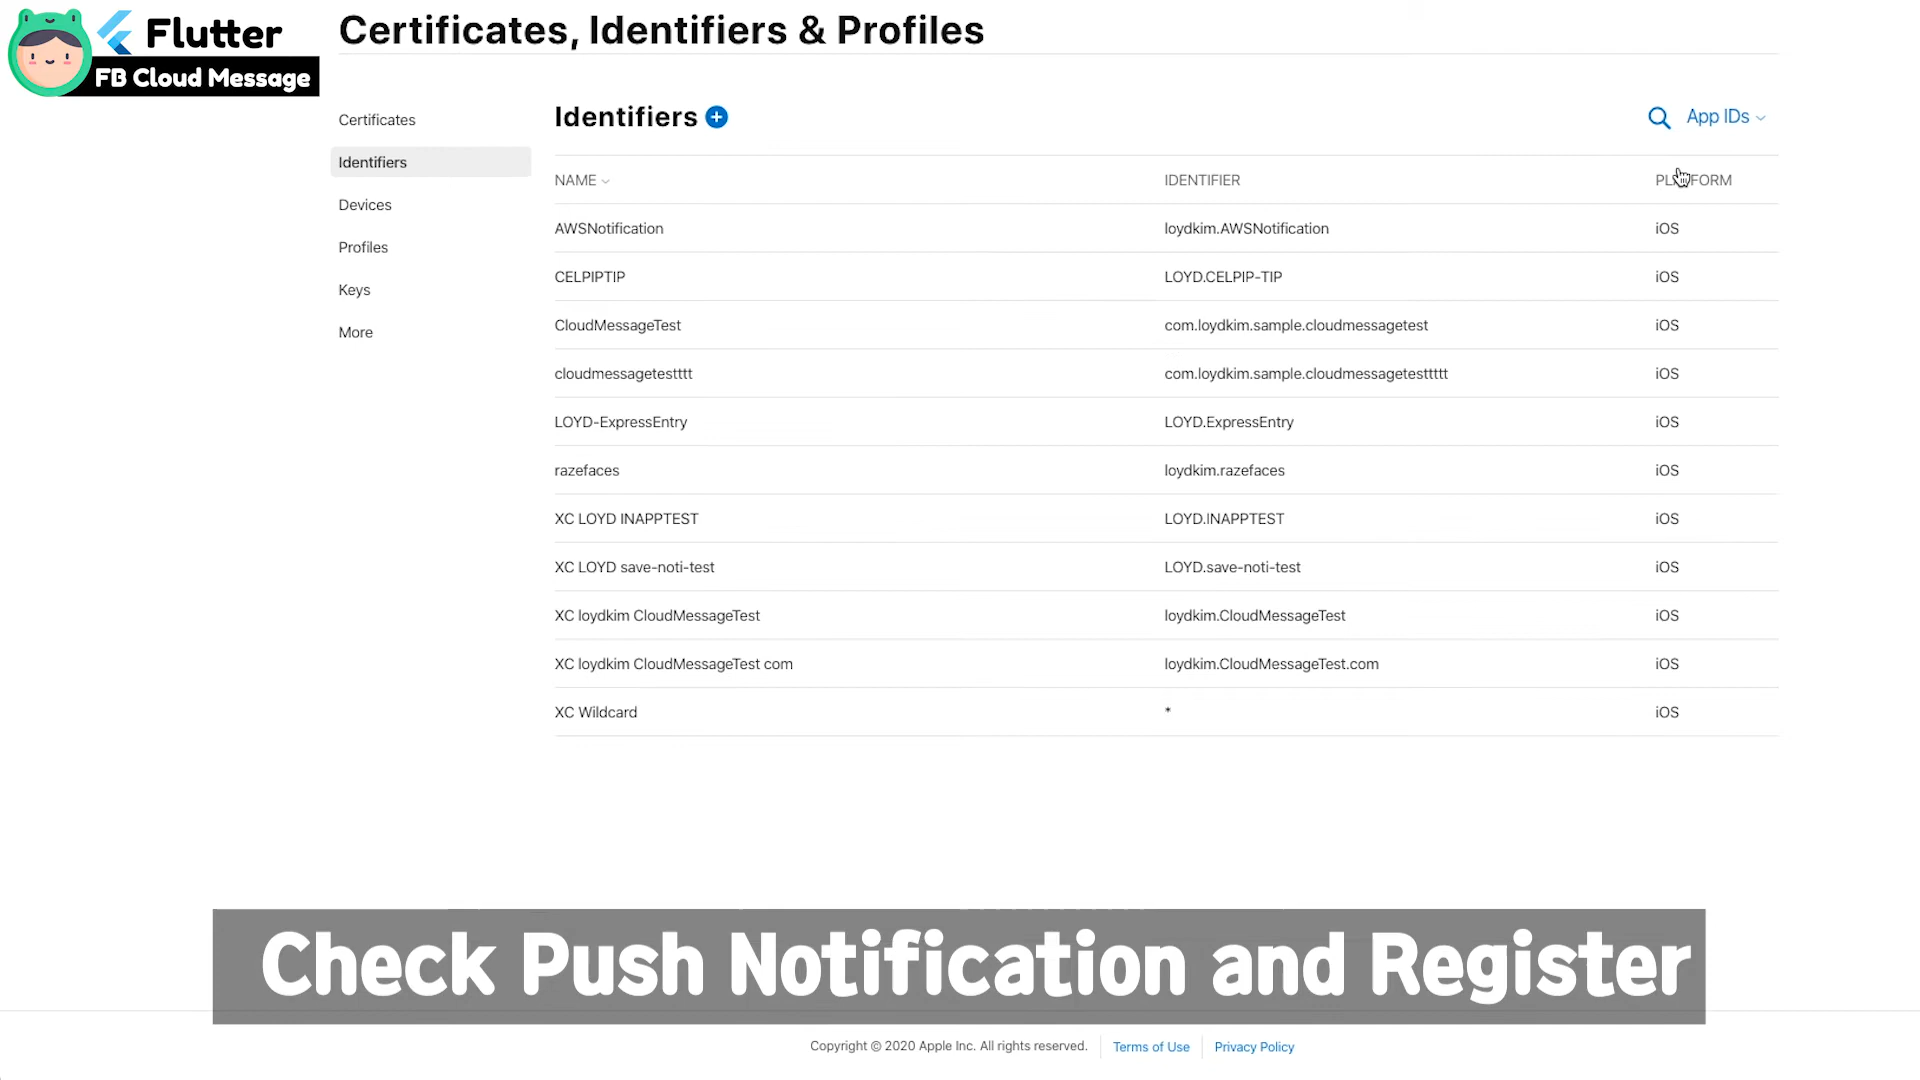 Flutter
FB Cloud Message
Certificates, Identifiers & Profiles
Certificates
Identifiers
Devices
Profiles
Keys
More
Identifiers
App IDs
NAME IDENTIFIER PLATFORM
AWSNotification loydkim.AWSNotification iOS
CELPIPTIP LOYD.CELPIP-TIP iOS
CloudMessageTest com.loydkim.sample.cloudmessagetest iOS
cloudmessagetestttt com.loydkim.sample.cloudmessagetesttttt iOS
LOYD-ExpressEntry LOYD.ExpressEntry iOS
razefaces loydkim.razefaces iOS
XC LOYD INAPPTEST LOYD.INAPPTEST iOS
XC LOYD save-noti-test LOYD.save-noti-test iOS
XC loydkim CloudMessageTest loydkim.CloudMessageTest iOS
XC loydkim CloudMessageTest com loydkim.CloudMessageTest.com iOS
XC Wildcard * iOS
Check Push Notification and Register
Copyright © 2020 Apple Inc. All rights reserved. Terms of Use Privacy Policy